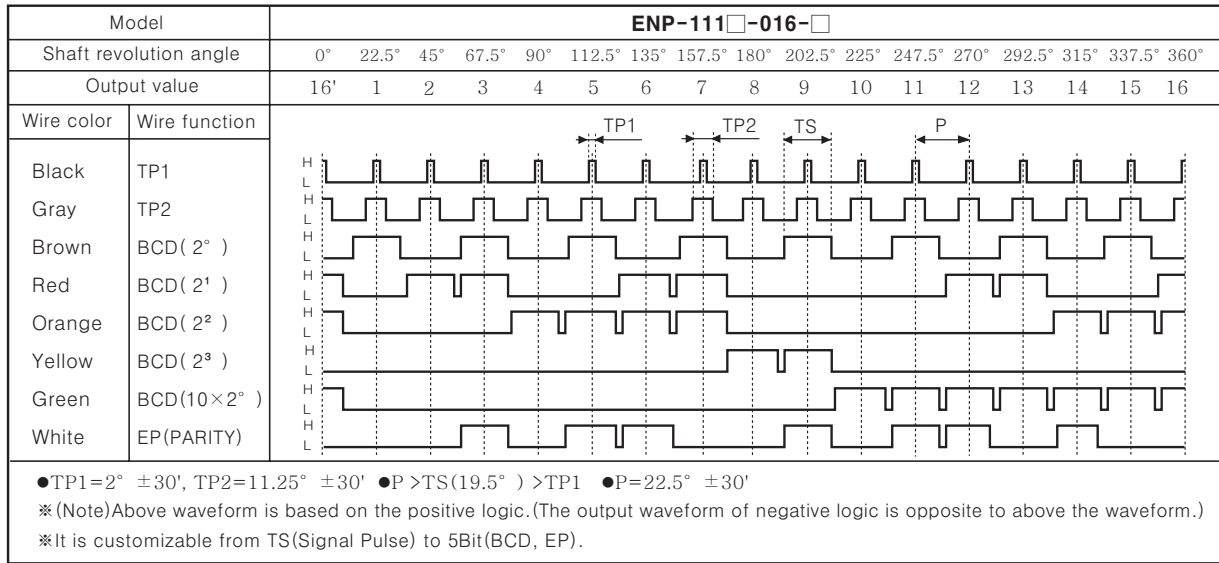 Model ENP-111□-016-□
Shaft revolution angle 0° 22.5° 45° 67.5° 90° 112.5° 135° 157.5° 180° 202.5° 225° 247.5° 270° 292.5° 315° 337.5° 360°
Output value 16' 1 2 3 4 5 6 7 8 9 10 11 12 13 14 15 16
Wire color Wire function TP1 TP2 TS P
Black TP1 H L
Gray TP2 H L
Brown BCD( 2° ) H L
Red BCD( 2¹ ) H L
Orange BCD( 2² ) H L
Yellow BCD( 2³ ) H L
Green BCD(10×2° ) H L
White EP(PARITY) H L
●TP1=2° ±30', TP2=11.25° ±30' ●P >TS(19.5° ) >TP1 ●P=22.5° ±30'
※(Note)Above waveform is based on the positive logic.(The output waveform of negative logic is opposite to above the waveform.)
※It is customizable from TS(Signal Pulse) to 5Bit(BCD, EP).